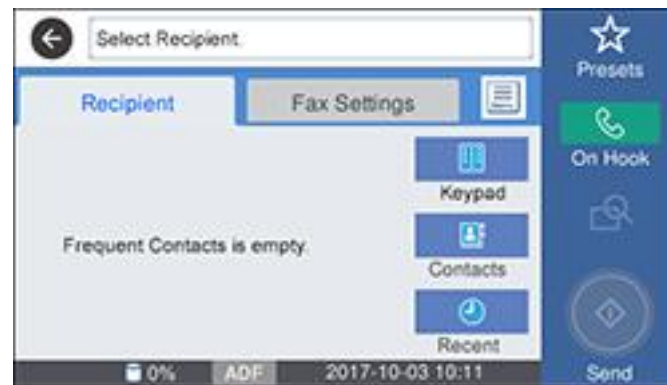 Select Recipient.
Presets
Recipient
Fax Settings
On Hook
Keypad
Frequent Contacts is empty.
Contacts
Recent
0%
ADF
2017-10-03 10:11
Send